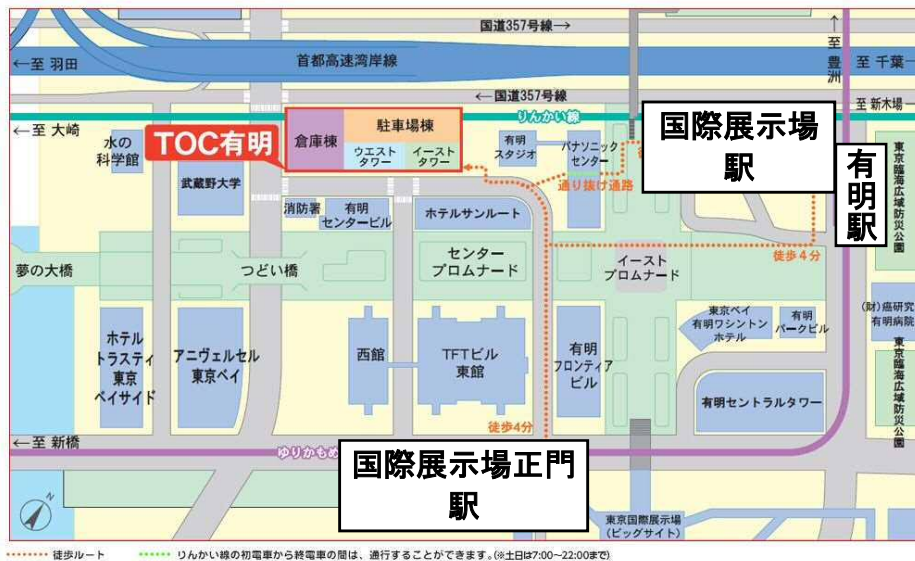 国道357号線→
首都高速湾岸線
←至 羽田
至 豊洲
至 千葉→
←国道357号線
至 新木場→
←至 大崎
りんかい線
水の
科学館
TOC有明
倉庫棟
駐車場棟
ウエスト
タワー
イースト
タワー
有明
スタジオ
パナソニック
センター
国際展示場
駅
有明駅
東京臨海広域防災公園
武蔵野大学
通り抜け通路
消防署
有明
センタービル
ホテルサンルート
夢の大橋
つどい橋
センター
プロムナード
イースト
プロムナード
徒歩4分
(財)癌研究
有明病院
ホテル
トラスティ
東京
ベイサイド
アニヴェルセル
東京ベイ
西館
TFTビル
東館
有明
フロンティア
ビル
東京ベイ
有明ワシントン
ホテル
有明
パークビル
東京臨海広域防災公園
有明セントラルタワー
徒歩4分
←至 新橋
ゆりかもめ
国際展示場正門
駅
N
東京国際展示場
(ビッグサイト)
徒歩ルート
りんかい線の初電車から終電車の間は、通行することができます。(※土日は7:00～22:00まで)